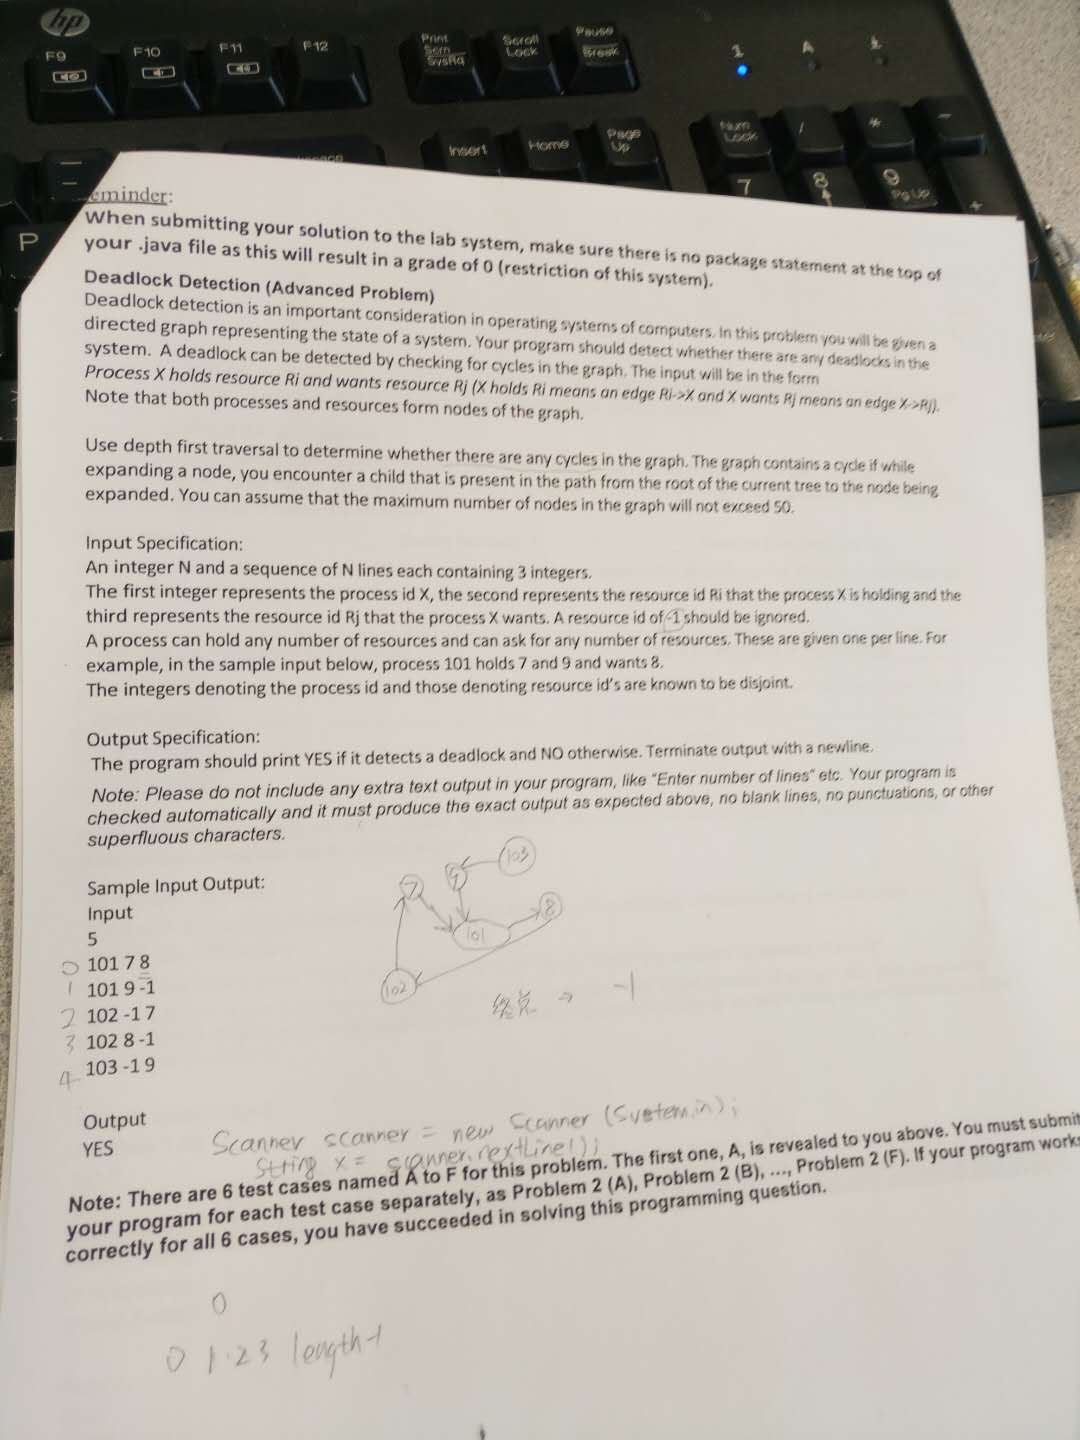 hp
F9
F10
F11
F12
Print
Scrn
SysRq
Scroll
Lock
Pause
Break
1
A
Insert
Home
Page
Up
Num
Lock
/
*
-
7
8
9
PgUp
+
P
eminder:
When submitting your solution to the lab system, make sure there is no package statement at the top of
your .java file as this will result in a grade of 0 (restriction of this system).
Deadlock Detection (Advanced Problem)
Deadlock detection is an important consideration in operating systems of computers. In this problem you will be given a
directed graph representing the state of a system. Your program should detect whether there are any deadlocks in the
system. A deadlock can be detected by checking for cycles in the graph. The input will be in the form
Process X holds resource Ri and wants resource Rj (X holds Ri means an edge Ri->X and X wants Rj means an edge X->Rj).
Note that both processes and resources form nodes of the graph.
Use depth first traversal to determine whether there are any cycles in the graph. The graph contains a cycle if while
expanding a node, you encounter a child that is present in the path from the root of the current tree to the node being
expanded. You can assume that the maximum number of nodes in the graph will not exceed 50.
Input Specification:
An integer N and a sequence of N lines each containing 3 integers.
The first integer represents the process id X, the second represents the resource id Ri that the process X is holding and the
third represents the resource id Rj that the process X wants. A resource id of -1 should be ignored.
A process can hold any number of resources and can ask for any number of resources. These are given one per line. For
example, in the sample input below, process 101 holds 7 and 9 and wants 8.
The integers denoting the process id and those denoting resource id's are known to be disjoint.
Output Specification:
The program should print YES if it detects a deadlock and NO otherwise. Terminate output with a newline.
Note: Please do not include any extra text output in your program, like "Enter number of lines" etc. Your program is
checked automatically and it must produce the exact output as expected above, no blank lines, no punctuations, or other
superfluous characters.
103
7
9
8
101
102
Sample Input Output:
Input
5
0 101 7 8
1 101 9 -1
2 102 -1 7
3 102 8 -1
4 103 -1 9
→ -1
Output
YES
Scanner scanner = new Scanner (System.in);
String x = scanner.nextLine();
Note: There are 6 test cases named A to F for this problem. The first one, A, is revealed to you above. You must submit
your program for each test case separately, as Problem 2 (A), Problem 2 (B), ..., Problem 2 (F). If your program works
correctly for all 6 cases, you have succeeded in solving this programming question.
0
0 1 2 3 length-1